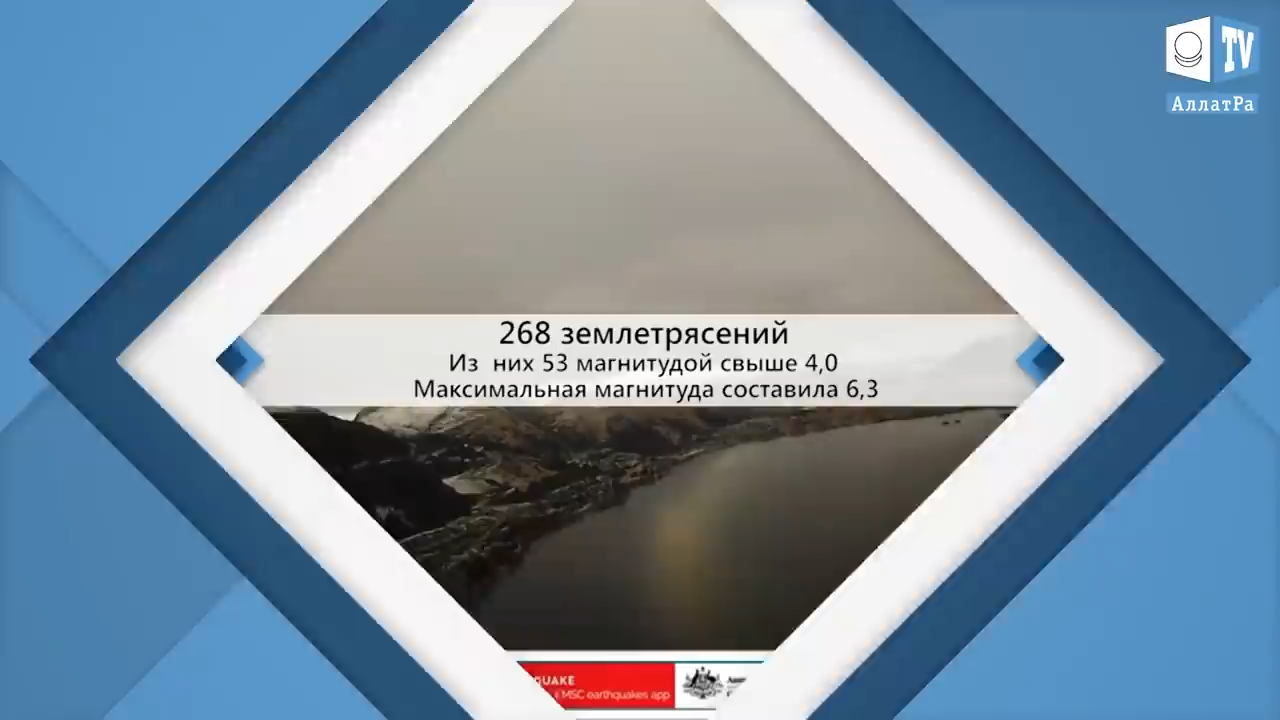 TV
АллатРа
268 землетрясений
Из них 53 магнитудой свыше 4,0
Максимальная магнитуда составила 6,3
MSC earthquakes app